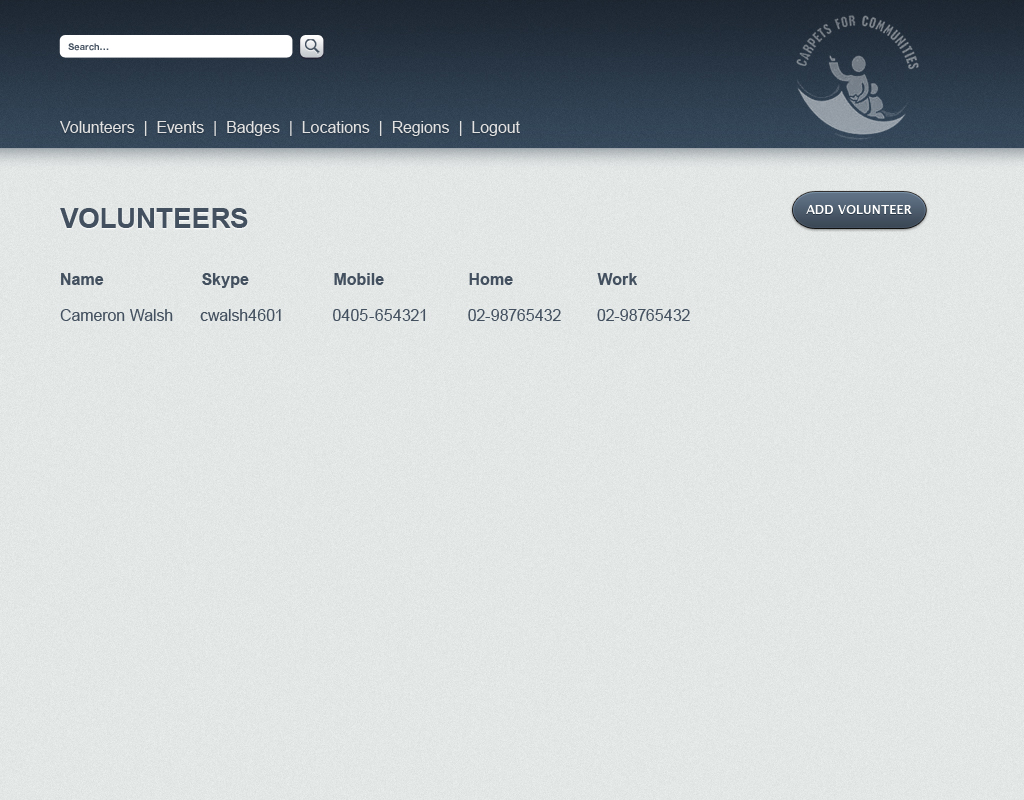 CARPETS FOR COMMUNITIES
Search...
Volunteers | Events | Badges | Locations | Regions | Logout
VOLUNTEERS
ADD VOLUNTEER
Name Skype Mobile Home Work
Cameron Walsh cwalsh4601 0405-654321 02-98765432 02-98765432